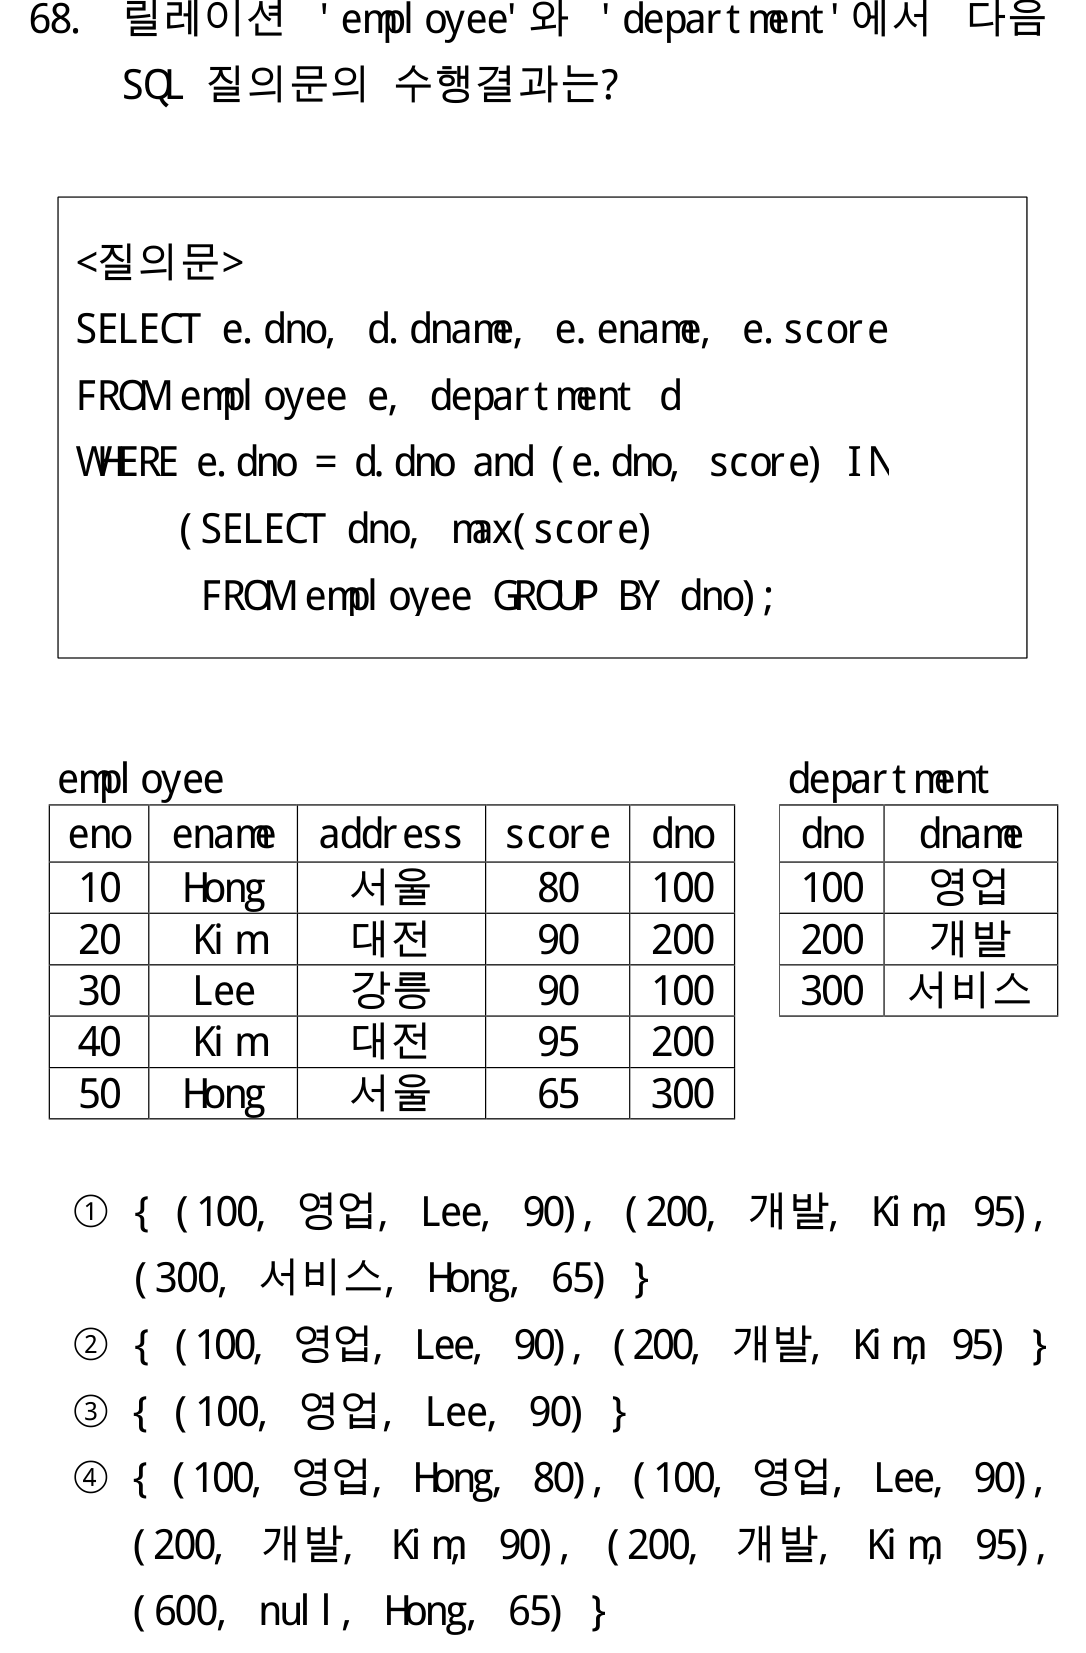 68. 릴레이션 'employee'와 'department'에서 다음
SQL 질의문의 수행결과는?
<질의문>
SELECT e.dno, d.dname, e.ename, e.score
FROM employee e, department d
WHERE e.dno = d.dno and (e.dno, score) IN
(SELECT dno, max(score)
FROM employee GROUP BY dno);
employee
eno ename address score dno
10 Hong 서울 80 100
20 Kim 대전 90 200
30 Lee 강릉 90 100
40 Kim 대전 95 200
50 Hong 서울 65 300
department
dno dname
100 영업
200 개발
300 서비스
① { (100, 영업, Lee, 90), (200, 개발, Kim, 95),
(300, 서비스, Hong, 65) }
② { (100, 영업, Lee, 90), (200, 개발, Kim, 95) }
③ { (100, 영업, Lee, 90) }
④ { (100, 영업, Hong, 80), (100, 영업, Lee, 90),
(200, 개발, Kim, 90), (200, 개발, Kim, 95),
(600, null, Hong, 65) }